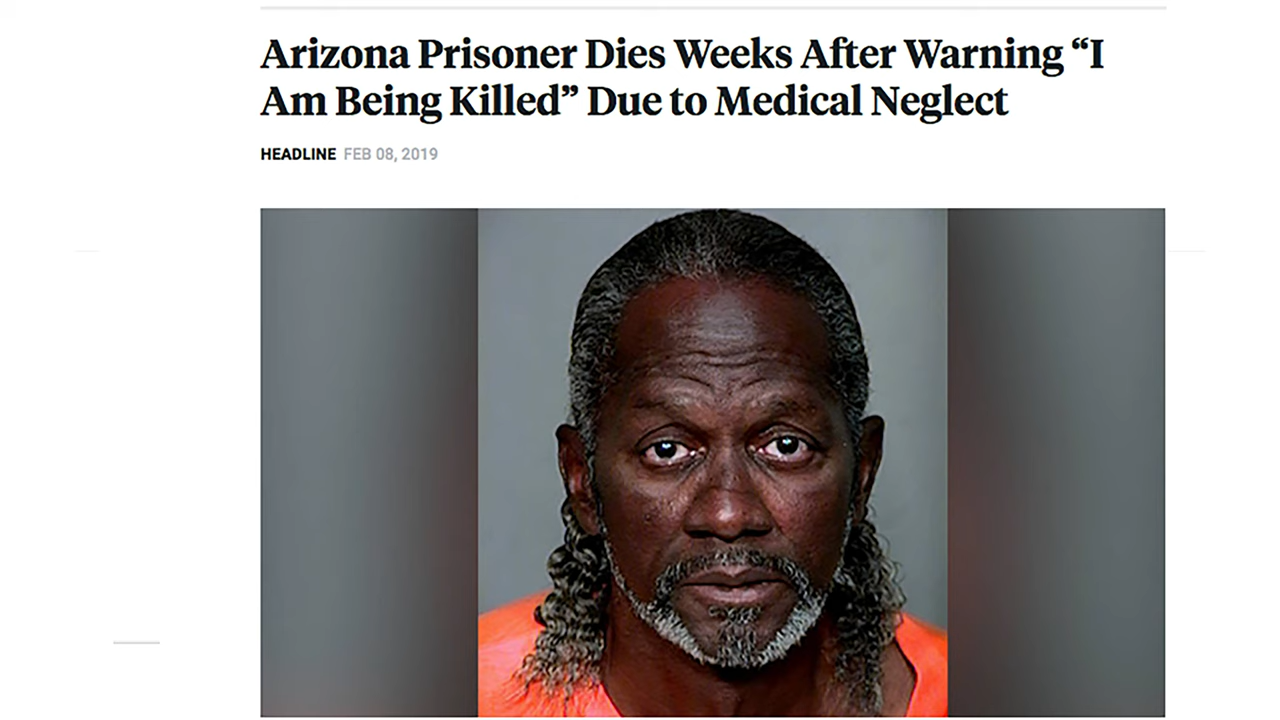 Arizona Prisoner Dies Weeks After Warning “I
Am Being Killed” Due to Medical Neglect
HEADLINE FEB 08, 2019